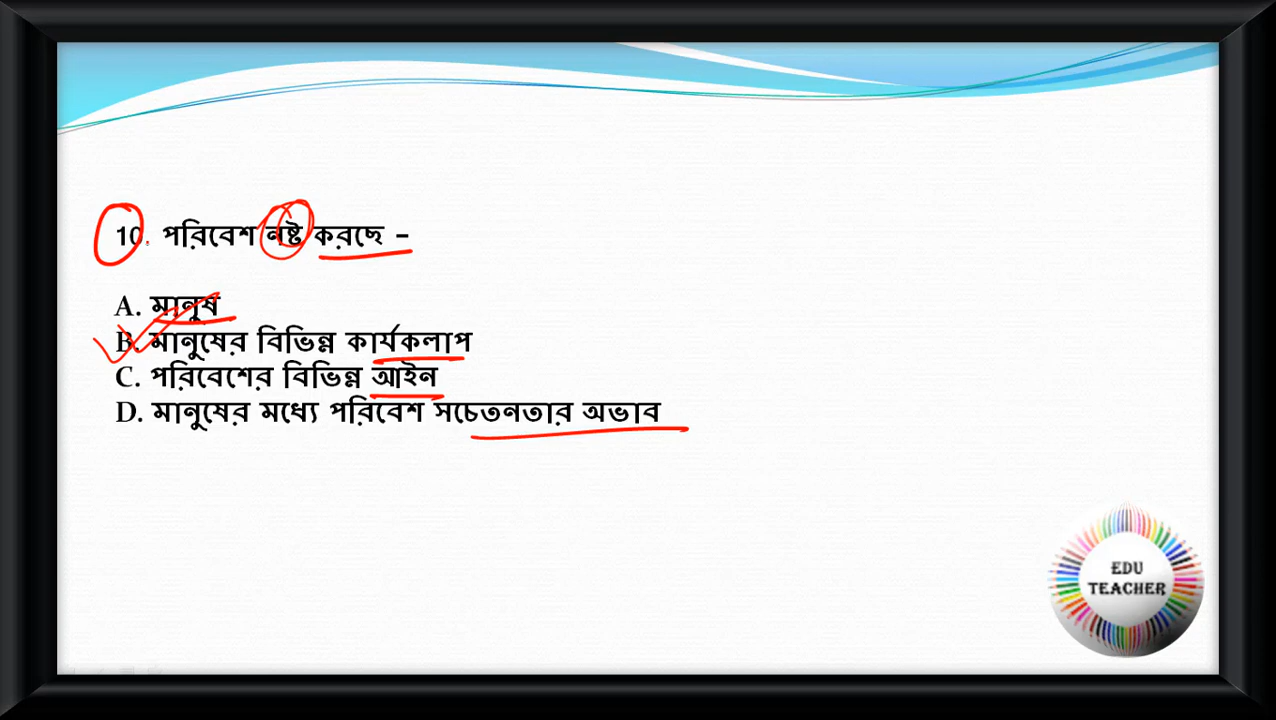 10. পরিবেশ নষ্ট করছে –
A. মানুষ
B. মানুষের বিভিন্ন কার্যকলাপ
C. পরিবেশের বিভিন্ন আইন
D. মানুষের মধ্যে পরিবেশ সচেতনতার অভাব
EDU
TEACHER